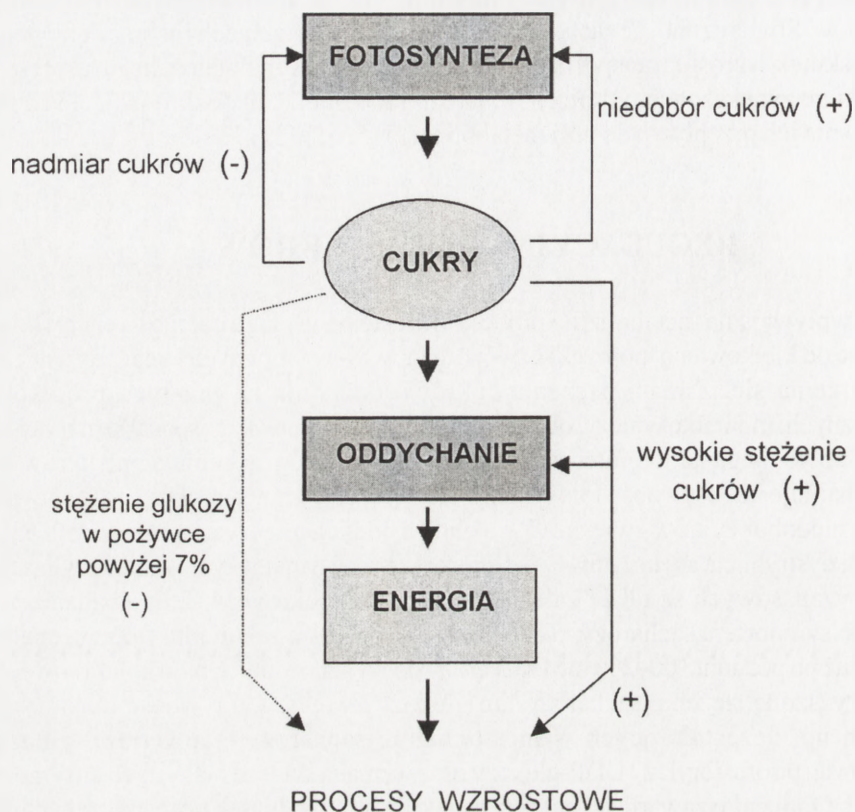 FOTOSYNTEZA
niedobór cukrów (+)
nadmiar cukrów (-)
CUKRY
ODDYCHANIE
wysokie stężenie
cukrów (+)
stężenie glukozy
w pożywce
powyżej 7%
(-)
ENERGIA
(+)
PROCESY WZROSTOWE